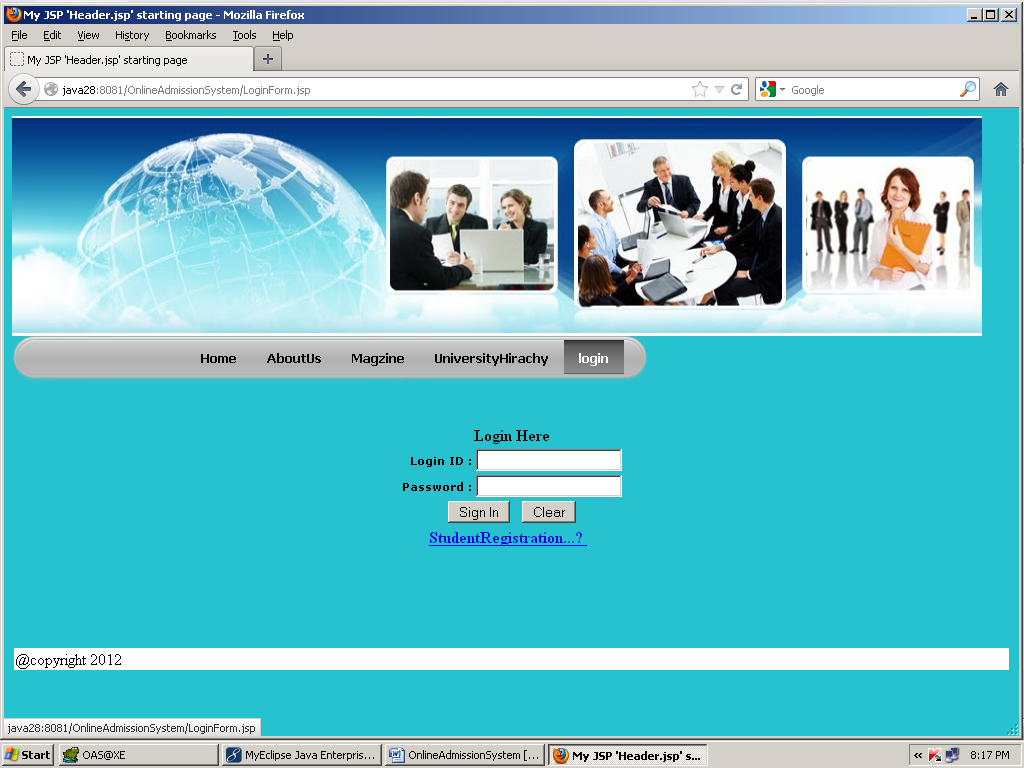 My JSP 'Header.jsp' starting page - Mozilla Firefox
File Edit View History Bookmarks Tools Help
My JSP 'Header.jsp' starting page
java28:8081/OnlineAdmissionSystem/LoginForm.jsp Google
Home AboutUs Magzine UniversityHirachy login
Login Here
Login ID :
Password :
Sign In Clear
StudentRegistration...?
@copyright 2012
java28:8081/OnlineAdmissionSystem/LoginForm.jsp
Start OAS@XE MyEclipse Java Enterpris... OnlineAdmissionSystem [... My JSP 'Header.jsp' s... « 8:17 PM